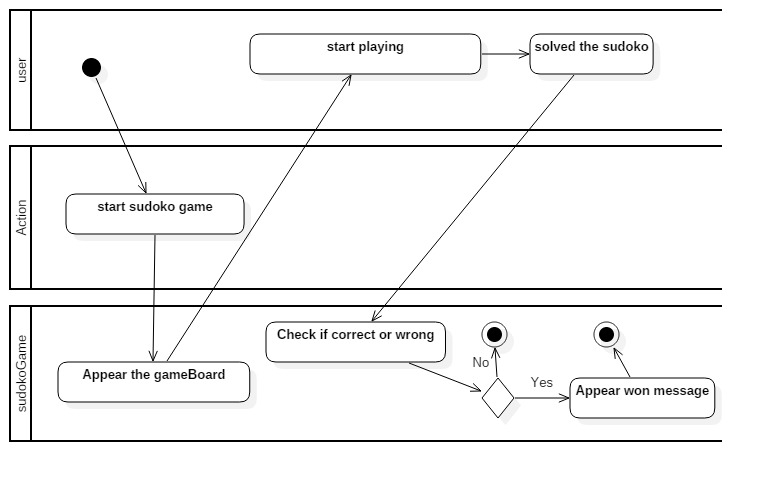 user
start playing
solved the sudoko
Action
start sudoko game
sudokoGame
Appear the gameBoard
Check if correct or wrong
No
Yes
Appear won message